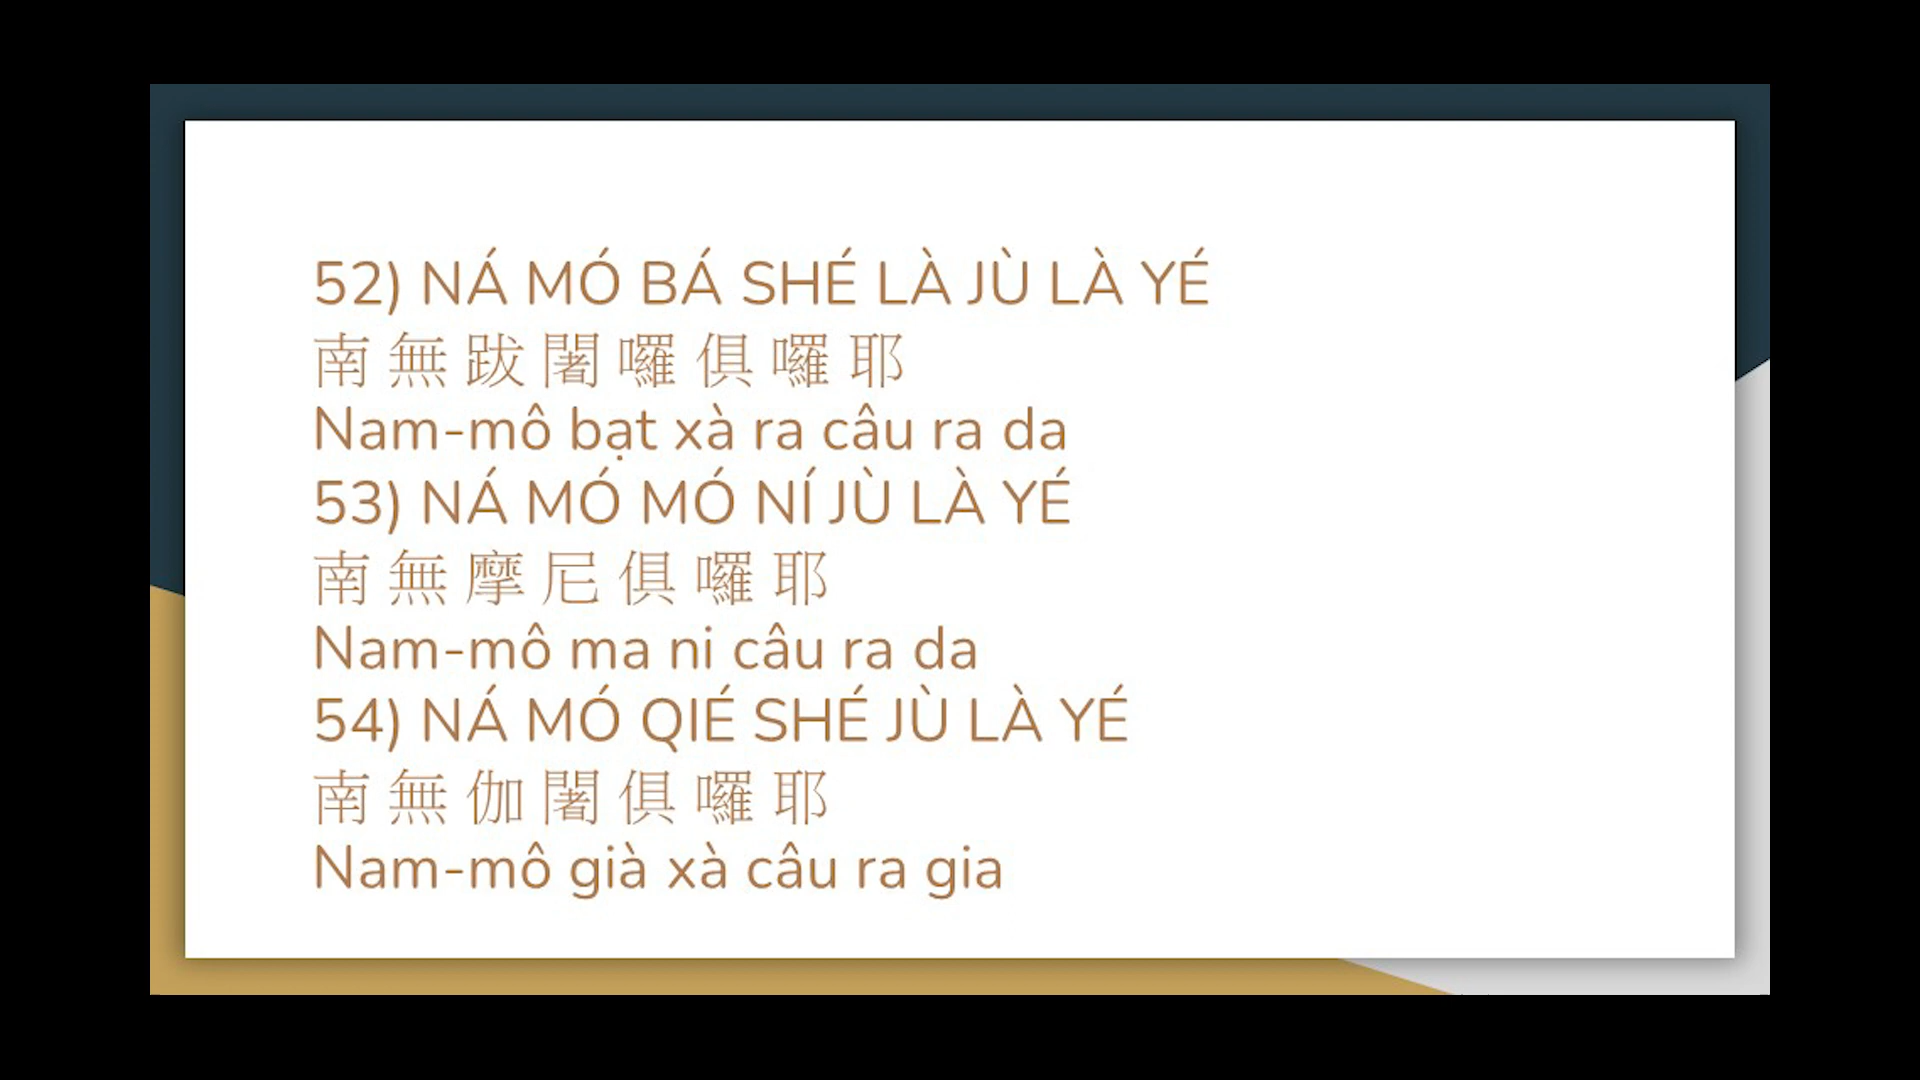 52) NÁ MÓ BÁ SHÉ LÀ JÙ LÀ YÉ
南 無 跋 闍 囉 俱 囉 耶
Nam-mô bạt xà ra câu ra da
53) NÁ MÓ MÓ NÍ JÙ LÀ YÉ
南 無 摩 尼 俱 囉 耶
Nam-mô ma ni câu ra da
54) NÁ MÓ QIÉ SHÉ JÙ LÀ YÉ
南 無 伽 闍 俱 囉 耶
Nam-mô già xà câu ra gia